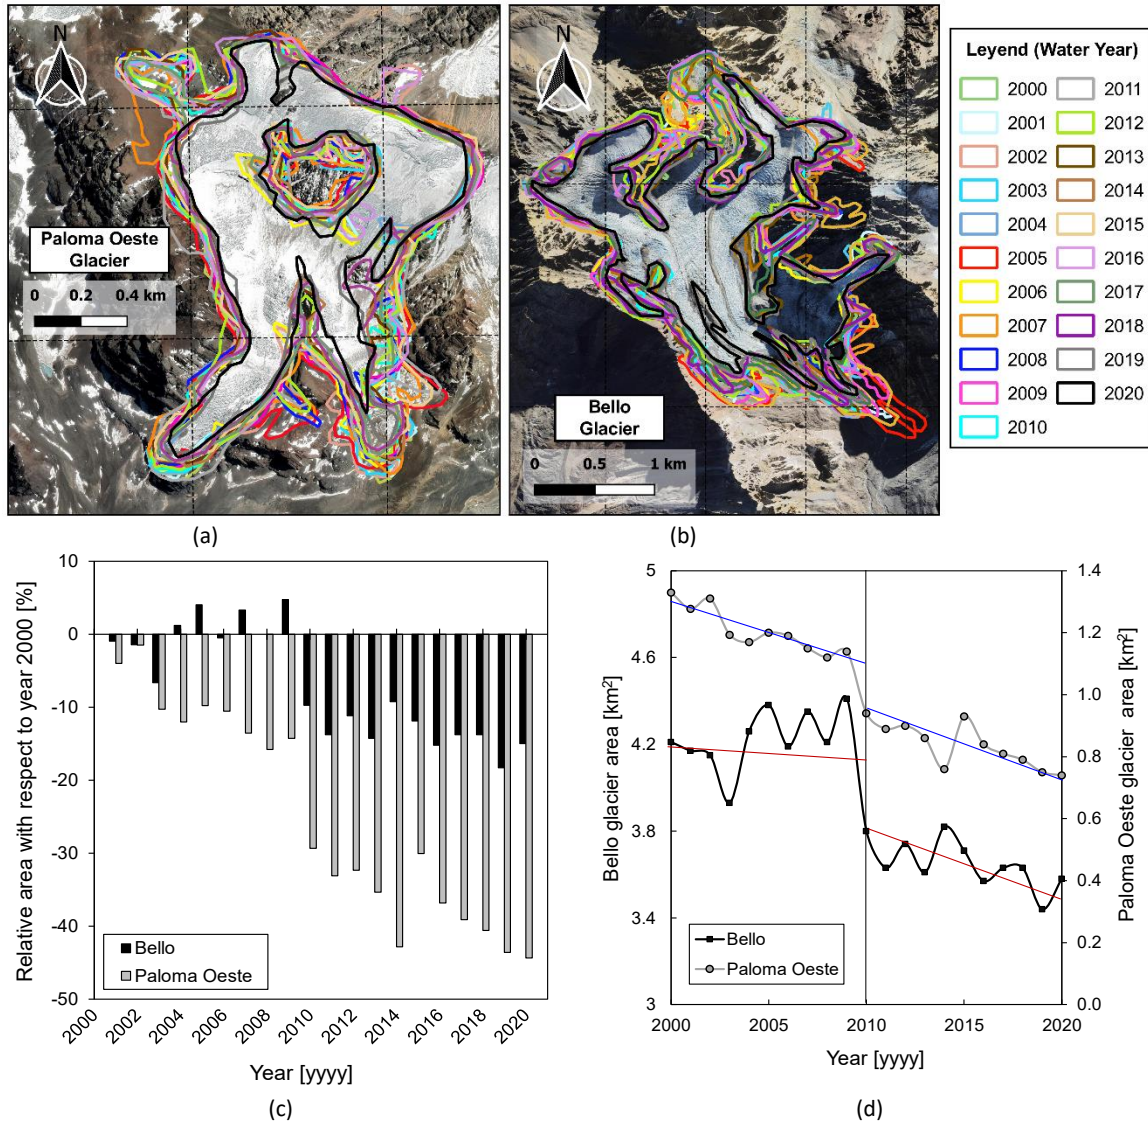 N
Paloma Oeste
Glacier
0 0.2 0.4 km
(a)
N
Bello
Glacier
0 0.5 1 km
(b)
Leyend (Water Year)
2000 2011
2001 2012
2002 2013
2003 2014
2004 2015
2005 2016
2006 2017
2007 2018
2008 2019
2009 2020
2010
Relative area with respect to year 2000 [%]
10
0
-10
-20
-30
-40
-50
Bello
Paloma Oeste
2000 2002 2004 2006 2008 2010 2012 2014 2016 2018 2020
Year [yyyy]
(c)
Bello glacier area [km²]
5
4.6
4.2
3.8
3.4
3
Bello
Paloma Oeste
1.4
1.2
1.0
0.8
0.6
0.4
0.2
0.0
Paloma Oeste glacier area [km²]
2000 2005 2010 2015 2020
Year [yyyy]
(d)